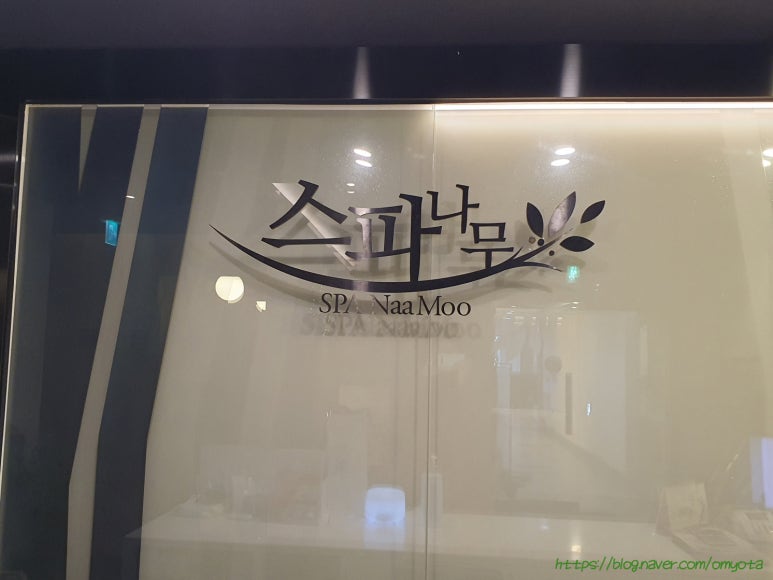 스파나무
SPA NaaMoo
https://blog.naver.com/omyota